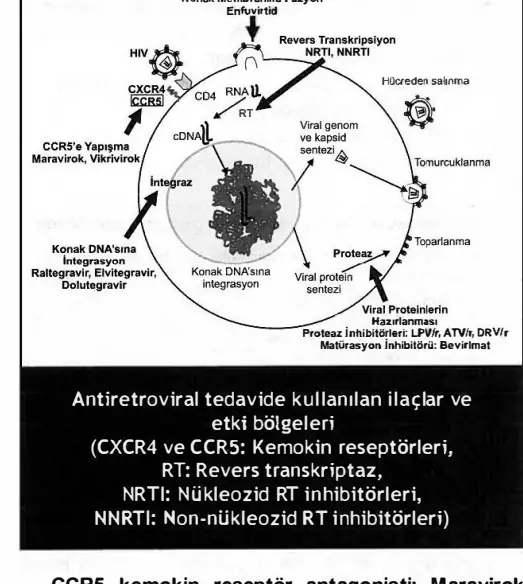 Konak Membranına Füzyon
Enfuvirtid
Revers Transkripsiyon
NRTI, NNRTI
HIV
Hücreden salınma
CXCR4
CCR5
CD4
RNA
RT
cDNA
Viral genom
ve kapsid
sentezi
CCR5'e Yapışma
Maravirok, Vikrivirok
Tomurcuklanma
İntegraz
Toparlanma
Proteaz
Konak DNA'sına
İntegrasyon
Raltegravir, Elvitegravir,
Dolutegravir
Konak DNA'sına
integrasyon
Viral protein
sentezi
Viral Proteinlerin
Hazırlanması
Proteaz İnhibitörleri: LPV/r, ATV/r, DRV/r
Matürasyon İnhibitörü: Bevirimat
Antiretroviral tedavide kullanılan ilaçlar ve
etki bölgeleri
(CXCR4 ve CCR5: Kemokin reseptörleri,
RT: Revers transkriptaz,
NRTI: Nükleozid RT inhibitörleri,
NNRTI: Non-nükleozid RT inhibitörleri)
CCR5 kemokin reseptör antagonisti: Maravirok